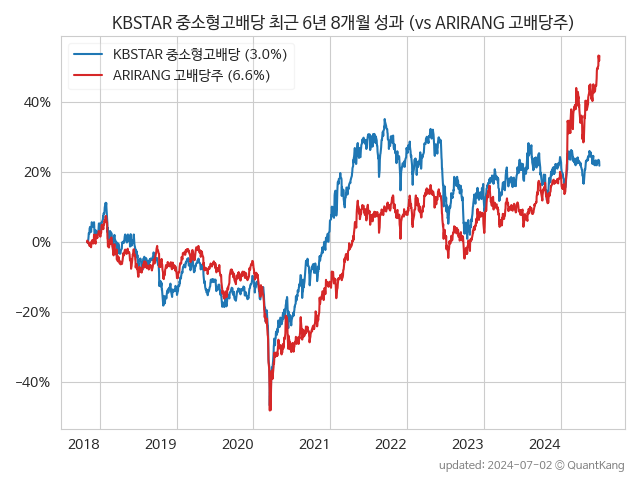 KBSTAR 중소형고배당 최근 6년 8개월 성과 (vs ARIRANG 고배당주)
KBSTAR 중소형고배당 (3.0%)
ARIRANG 고배당주 (6.6%)
40%
20%
0%
−20%
−40%
2018 2019 2020 2021 2022 2023 2024
updated: 2024-07-02 © QuantKang